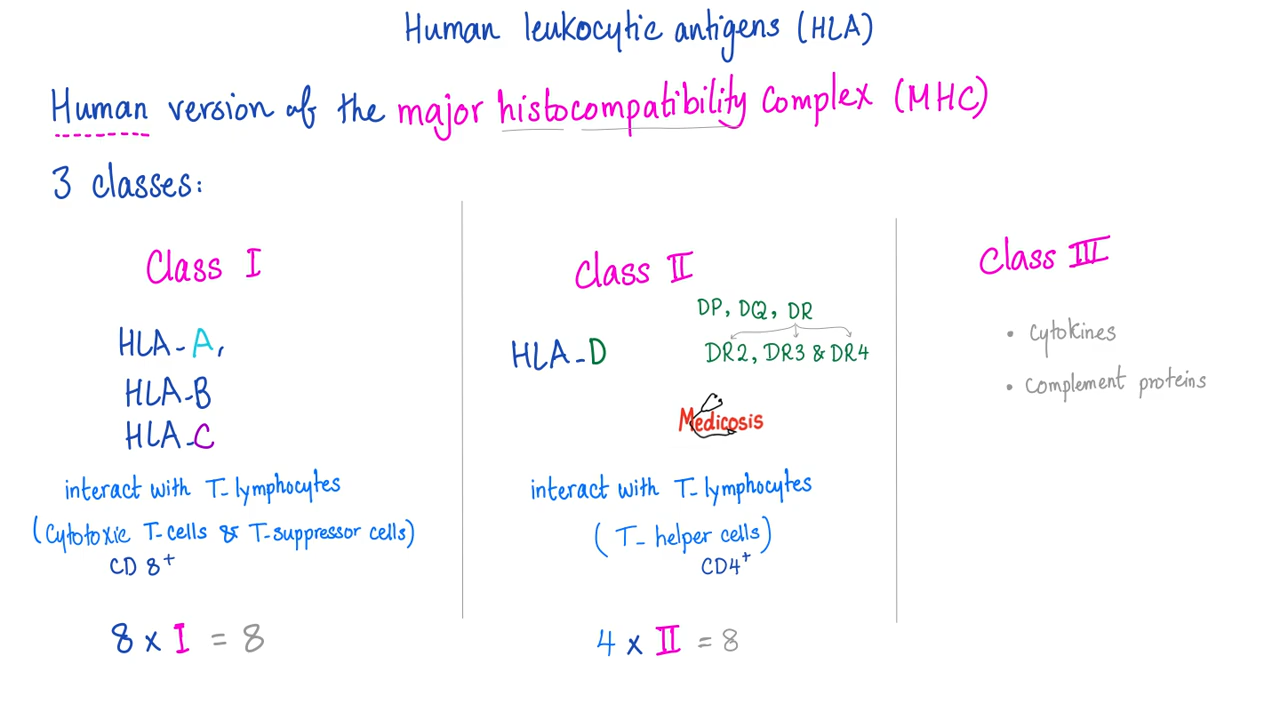 Human leukocytic antigens (HLA)
Human version of the major histocompatibility complex (MHC)
3 classes:
Class I
HLA-A,
HLA-B
HLA-C
interact with T-lymphocytes
(Cytotoxic T-cells & T-suppressor cells)
CD 8+
8 x I = 8
Class II
DP, DQ, DR
HLA-D
DR2, DR3 & DR4
Medicosis
interact with T-lymphocytes
(T-helper cells)
CD4+
4 x II = 8
Class III
• Cytokines
• Complement proteins